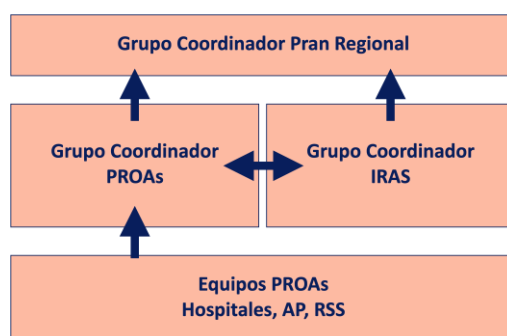 Grupo Coordinador Pran Regional
Grupo Coordinador
PROAs
Grupo Coordinador
IRAS
Equipos PROAs
Hospitales, AP, RSS